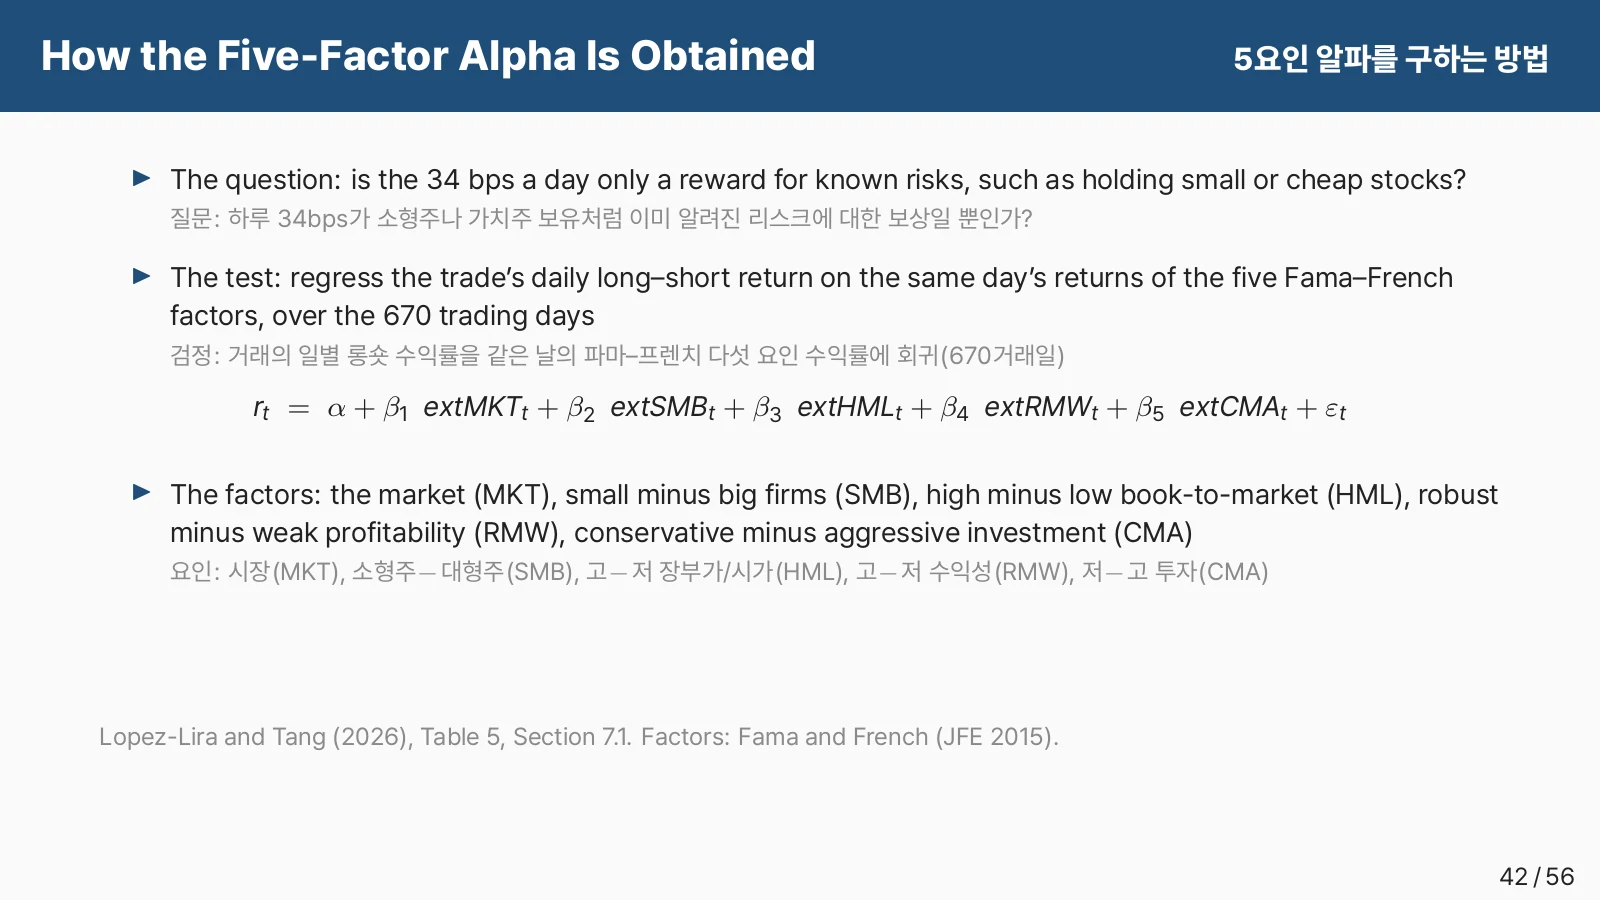 How the Five-Factor Alpha Is Obtained
5요인 알파를 구하는 방법
► The question: is the 34 bps a day only a reward for known risks, such as holding small or cheap stocks?
질문: 하루 34bps가 소형주나 가치주 보유처럼 이미 알려진 리스크에 대한 보상일 뿐인가?
► The test: regress the trade’s daily long–short return on the same day’s returns of the five Fama–French
factors, over the 670 trading days
검정: 거래의 일별 롱숏 수익률을 같은 날의 파마–프렌치 다섯 요인 수익률에 회귀(670거래일)
r_t = α + β_1 extMKT_t + β_2 extSMB_t + β_3 extHML_t + β_4 extRMW_t + β_5 extCMA_t + ε_t
► The factors: the market (MKT), small minus big firms (SMB), high minus low book-to-market (HML), robust
minus weak profitability (RMW), conservative minus aggressive investment (CMA)
요인: 시장(MKT), 소형주−대형주(SMB), 고−저 장부가/시가(HML), 고−저 수익성(RMW), 저−고 투자(CMA)
Lopez-Lira and Tang (2026), Table 5, Section 7.1. Factors: Fama and French (JFE 2015).
42 / 56